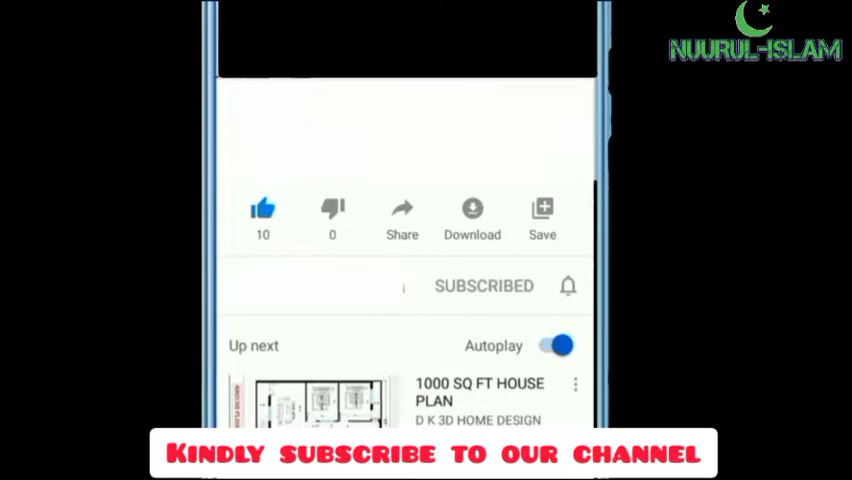 NUURUL-ISLAM
10
0
Share
Download
Save
SUBSCRIBED
Up next
Autoplay
1000 SQ FT HOUSE
PLAN
D K 3D HOME DESIGN
KINDLY SUBSCRIBE TO OUR CHANNEL